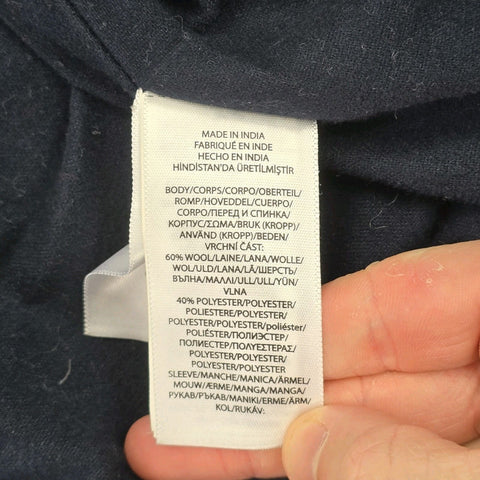 MADE IN INDIA
FABRIQUÉ EN INDE
HECHO EN INDIA
HİNDİSTAN'DA ÜRETİLMİŞTİR
BODY/CORPS/CORPO/OBERTEIL/
ROMP/HOVEDDEL/CUERPO/
CORPO/ПЕРЕД И СПИНКА/
КОРПУС/ΣΩΜΑ/BRUK (KROPP)/
ANVÄND (KROPP)/BEDEN/
VRCHNÍ ČÁST:
60% WOOL/LAINE/LANA/WOLLE/
WOL/ULD/LANA/LÃ/ШЕРСТЬ/
ВЪЛНА/ΜΑΛΛΙ/ULL/ULL/YÜN/
VLNA
40% POLYESTER/POLYESTER/
POLIESTERE/POLYESTER/
POLYESTER/POLYESTER/poliéster/
POLIÉSTER/ПОЛИЭСТЕР/
ПОЛИЕСТЕР/ΠΟΛΥΕΣΤΕΡΑΣ/
POLYESTER/POLYESTER/
POLYESTER/POLYESTER
SLEEVE/MANCHE/MANICA/ÄRMEL/
MOUW/ÆRME/MANGA/MANGA/
РУКАВ/РЪКАВ/ΜΑΝΙΚΙ/ERME/ÄRM/
KOL/RUKÁV: